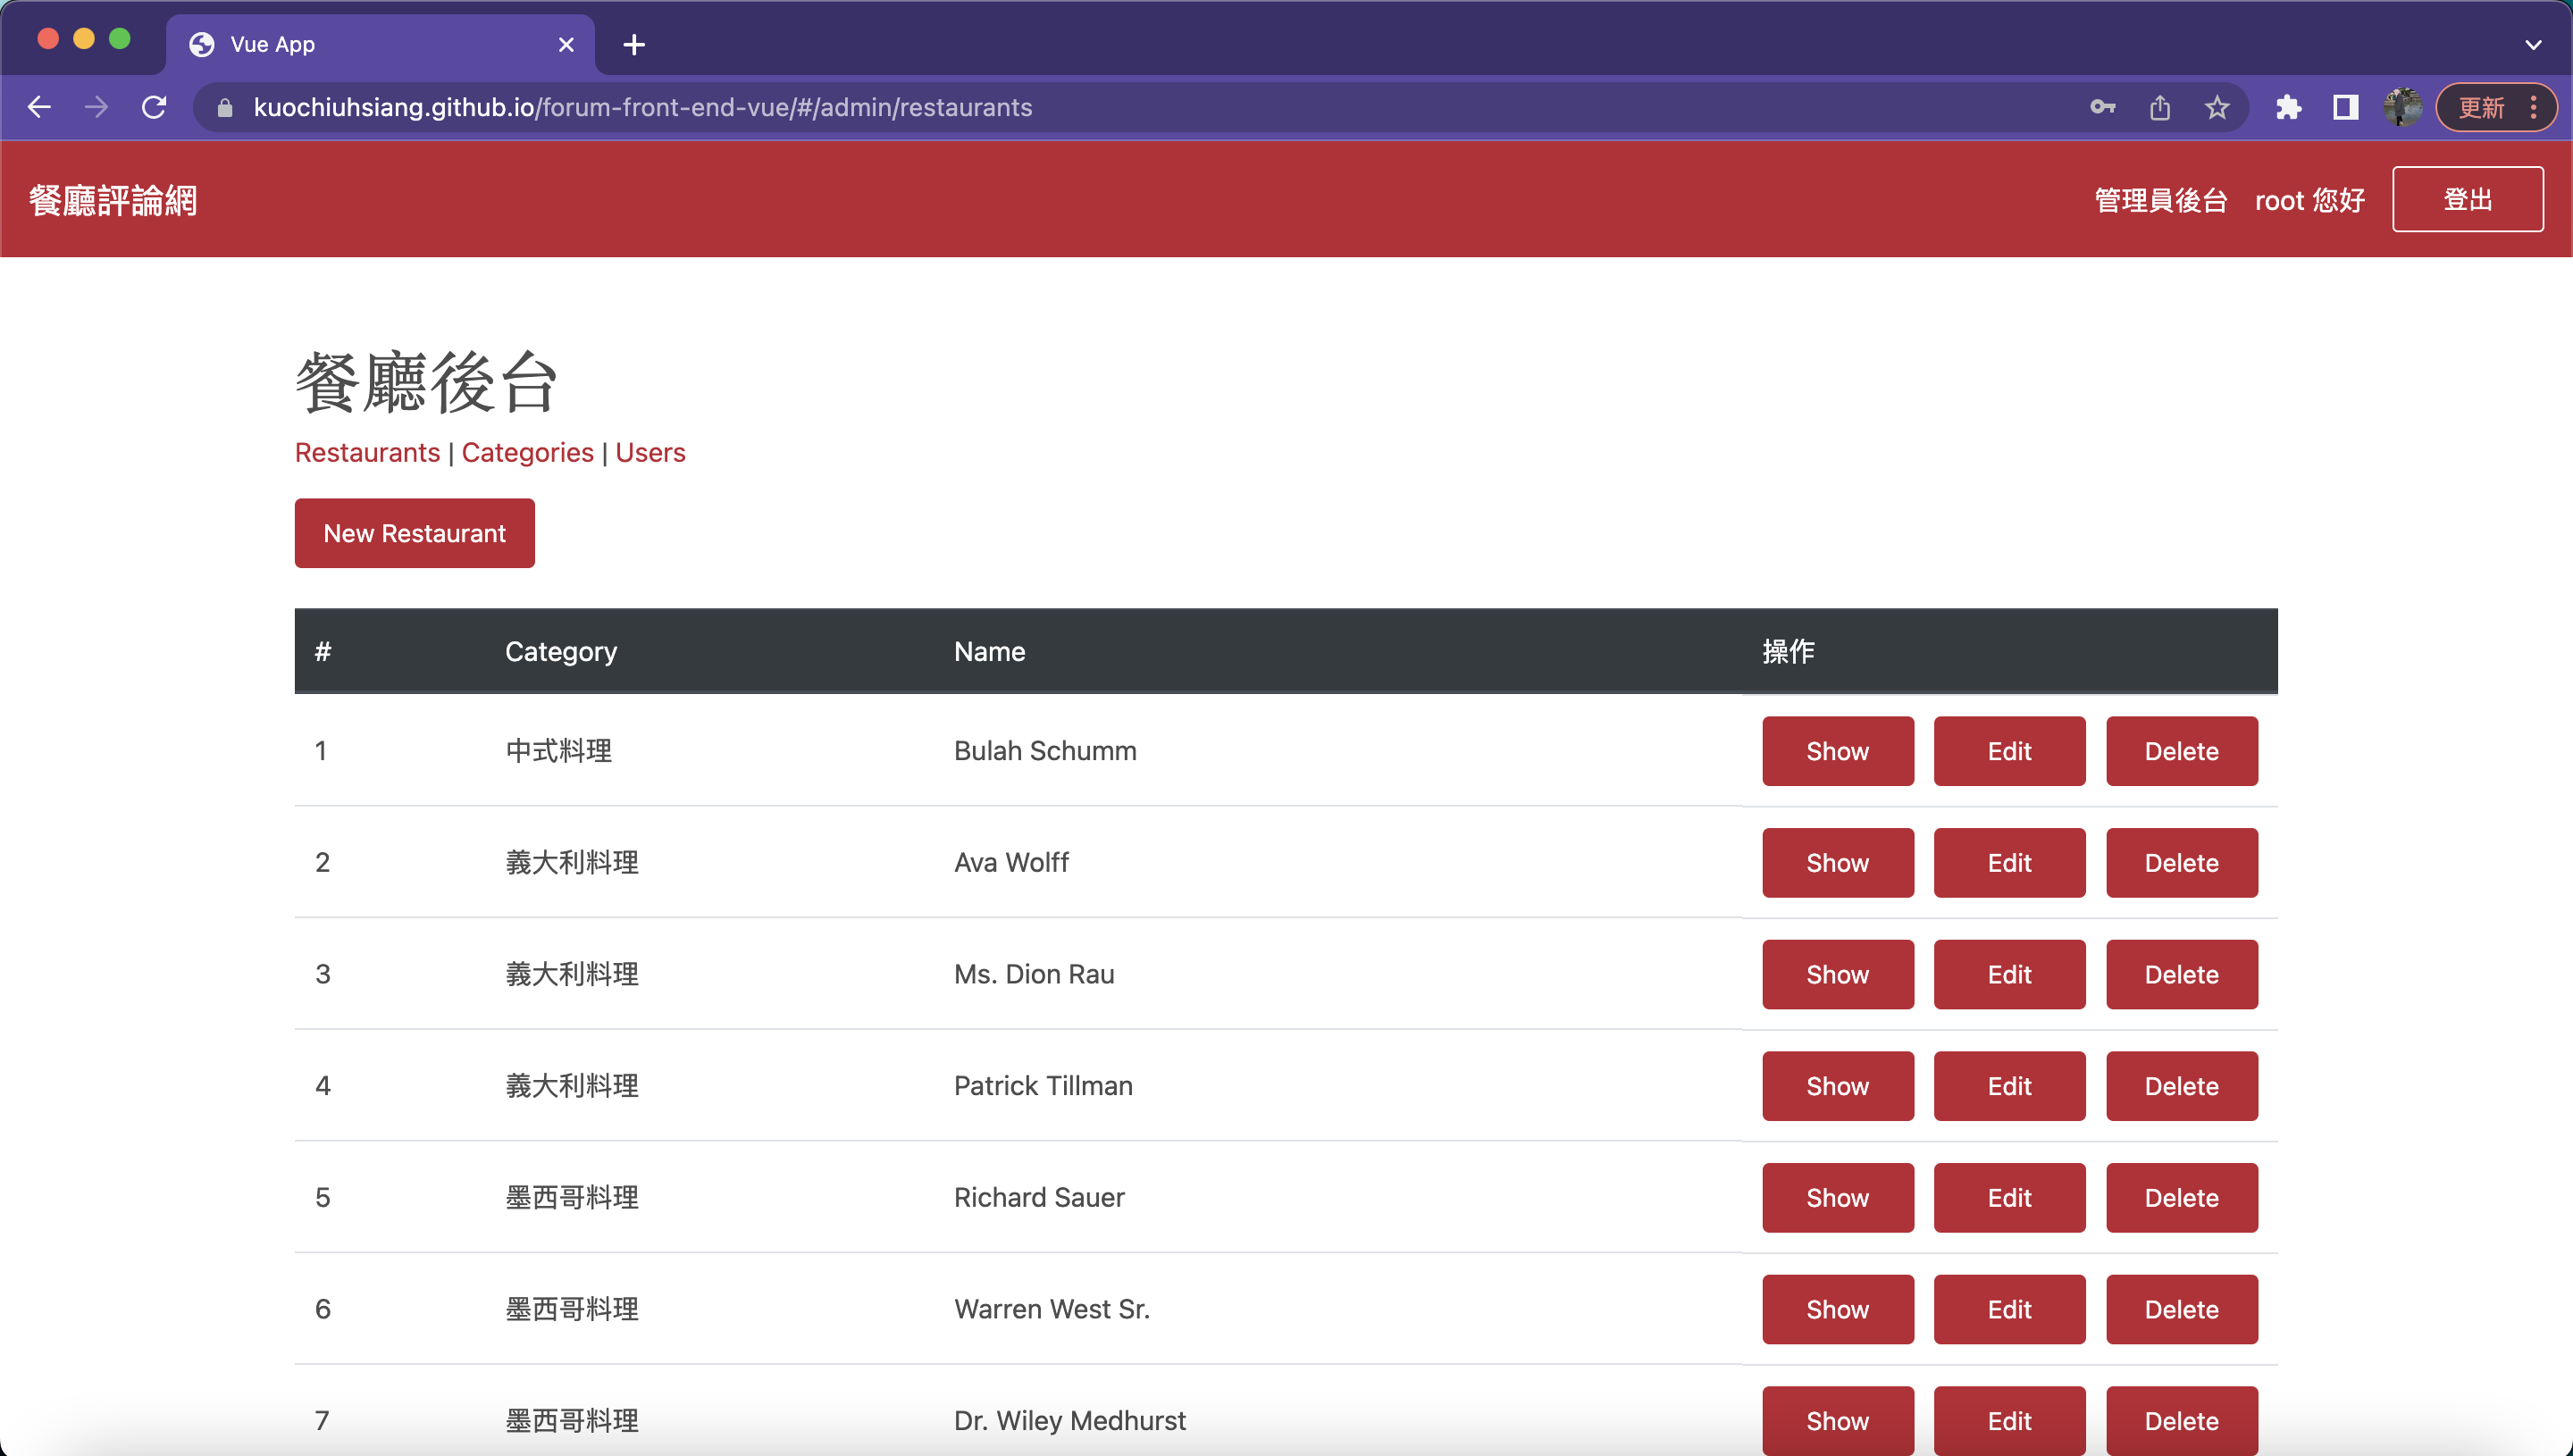 Vue App
kuochiuhsiang.github.io/forum-front-end-vue/#/admin/restaurants 更新
餐廳評論網 管理員後台 root 您好 登出
餐廳後台
Restaurants | Categories | Users
New Restaurant
# Category Name 操作
1 中式料理 Bulah Schumm Show Edit Delete
2 義大利料理 Ava Wolff Show Edit Delete
3 義大利料理 Ms. Dion Rau Show Edit Delete
4 義大利料理 Patrick Tillman Show Edit Delete
5 墨西哥料理 Richard Sauer Show Edit Delete
6 墨西哥料理 Warren West Sr. Show Edit Delete
7 墨西哥料理 Dr. Wiley Medhurst Show Edit Delete